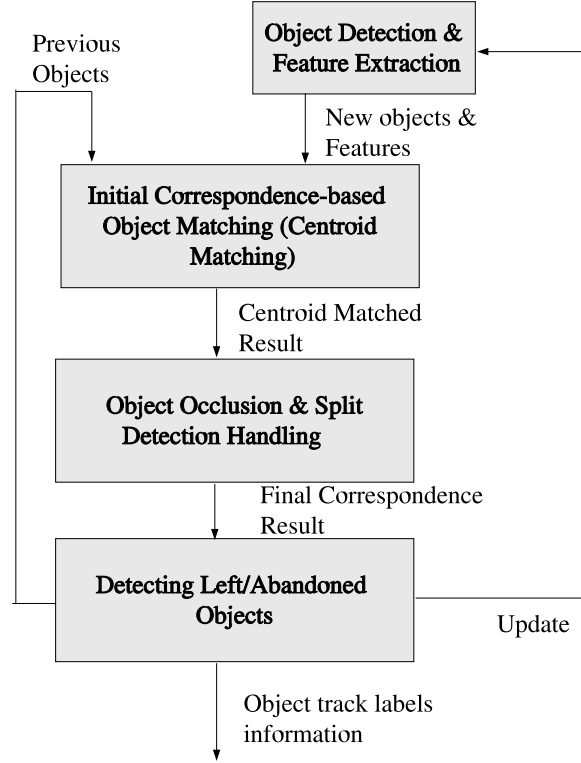 Previous
Objects
Object Detection &
Feature Extraction
New objects &
Features
Initial Correspondence-based
Object Matching (Centroid
Matching)
Centroid Matched
Result
Object Occlusion & Split
Detection Handling
Final Correspondence
Result
Detecting Left/Abandoned
Objects
Update
Object track labels
information